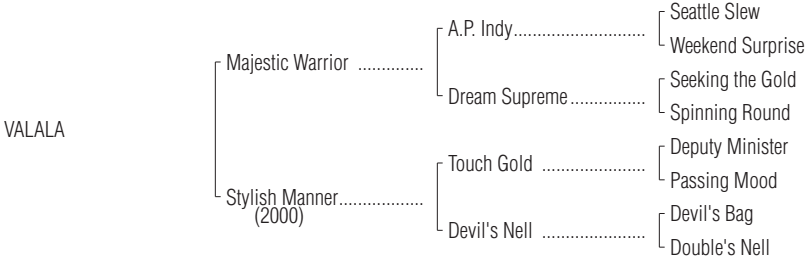 Seattle Slew
A.P. Indy..............................
Weekend Surprise
Majestic Warrior ...............
Seeking the Gold
Dream Supreme.................
Spinning Round
VALALA
Deputy Minister
Touch Gold .......................
Passing Mood
Stylish Manner...................
(2000)
Devil's Bag
Devil's Nell .......................
Double's Nell